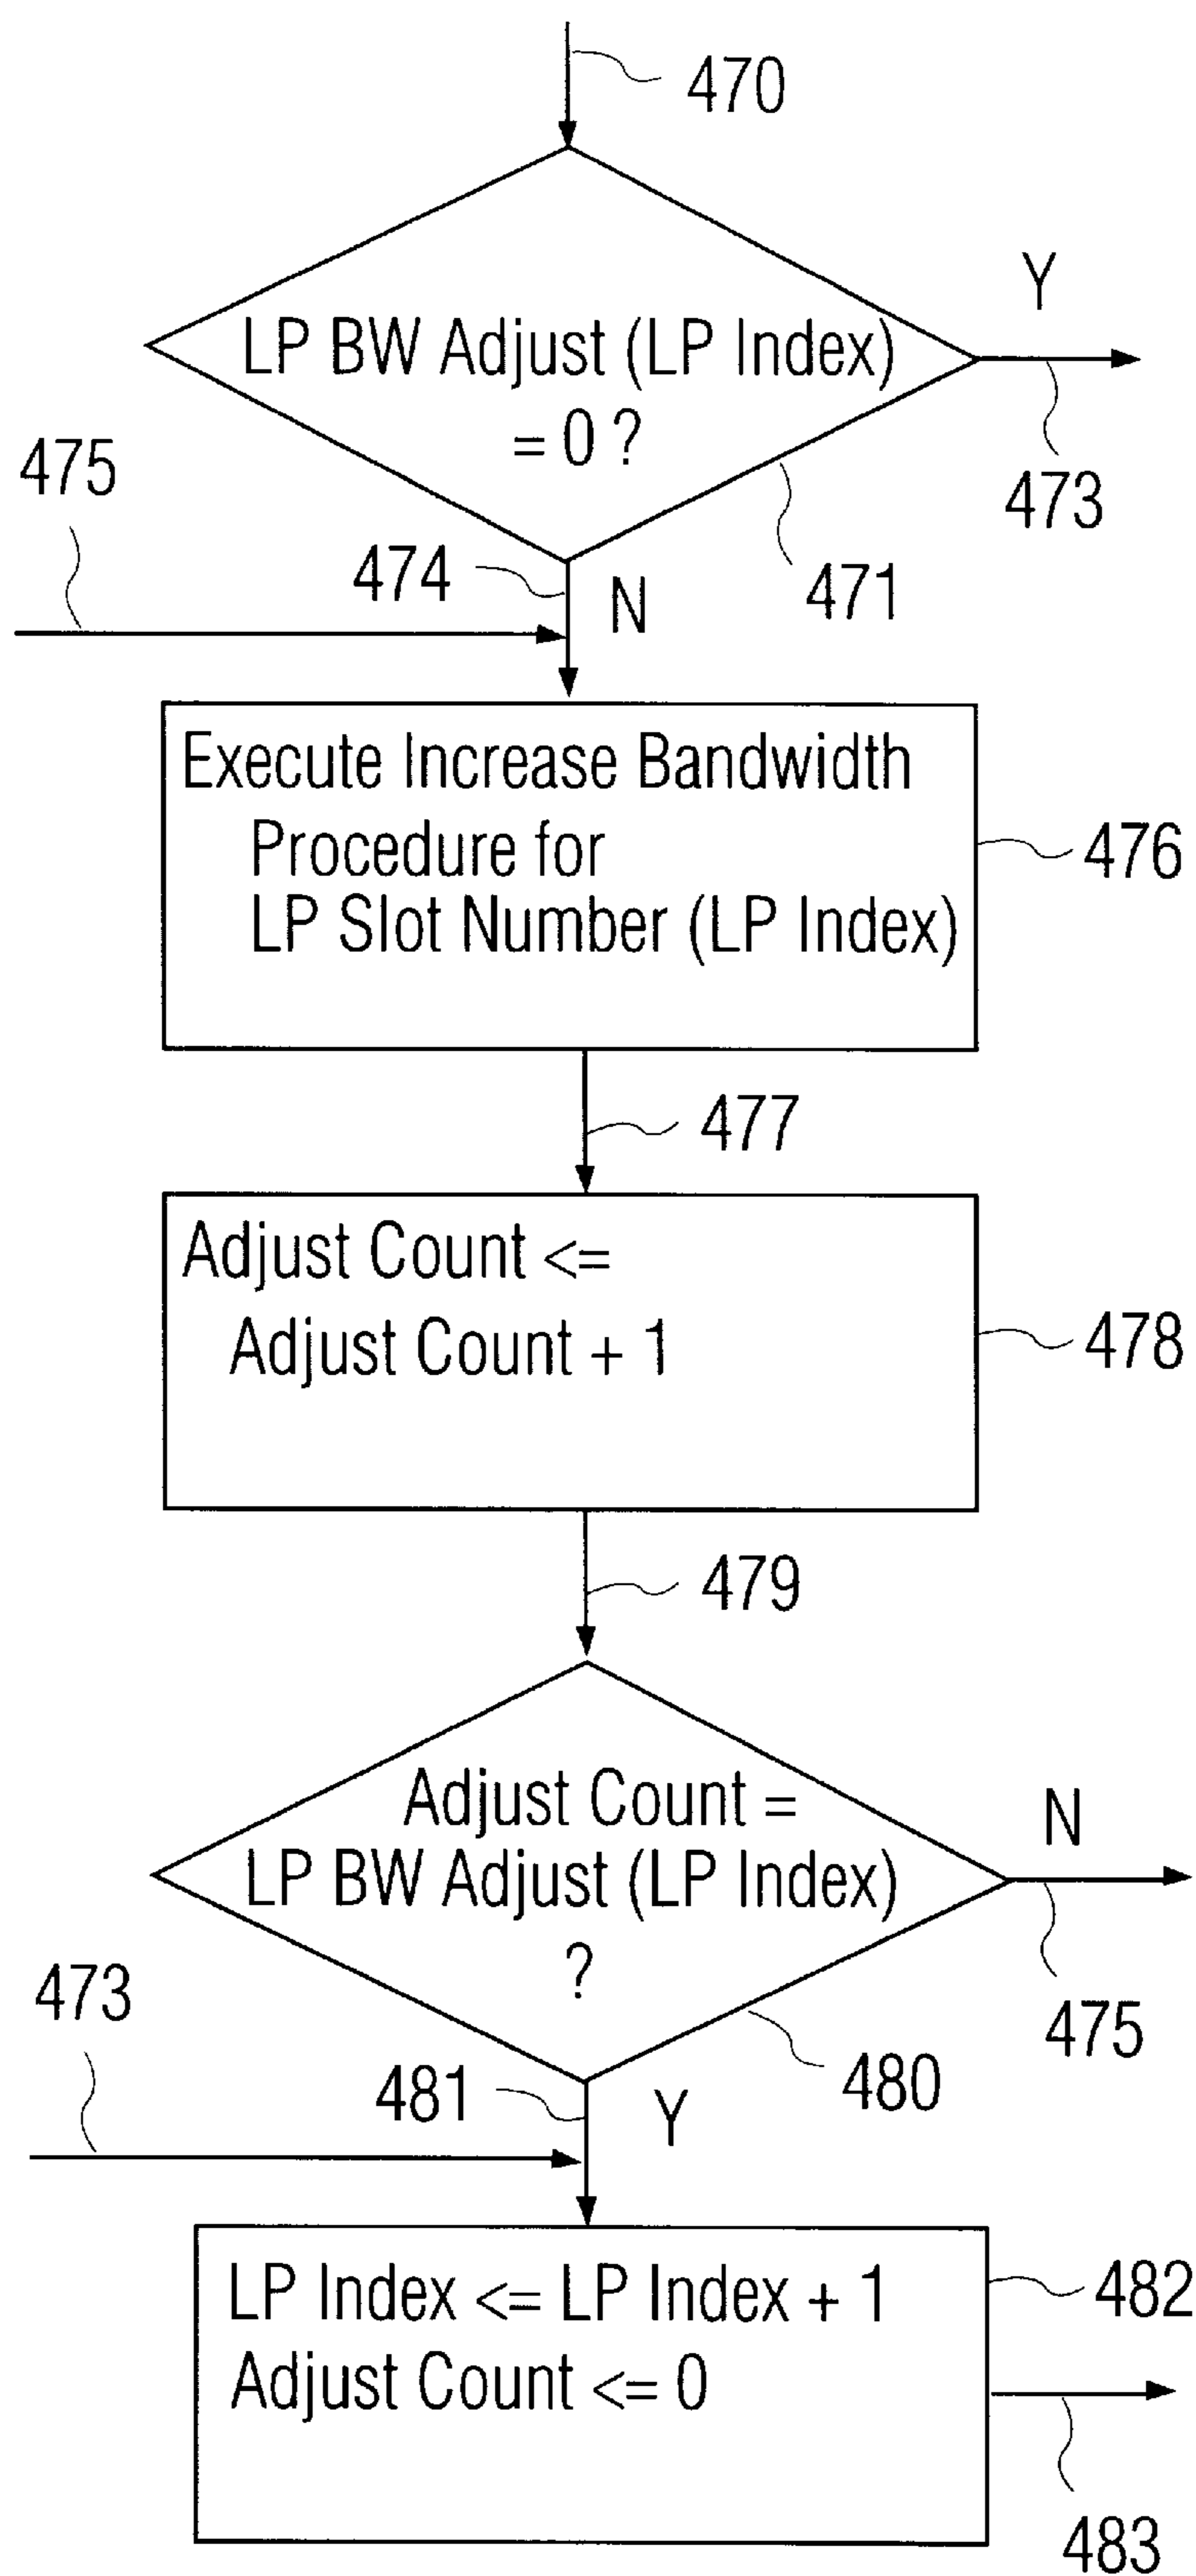 470
Y
LP BW Adjust (LP Index)
= 0 ?
475
473
474
N
471
Execute Increase Bandwidth
Procedure for
LP Slot Number (LP Index)
476
477
Adjust Count <=
Adjust Count + 1
478
479
Adjust Count =
N
LP BW Adjust (LP Index)
?
473
475
481
Y
480
LP Index <= LP Index + 1
482
Adjust Count <= 0
483